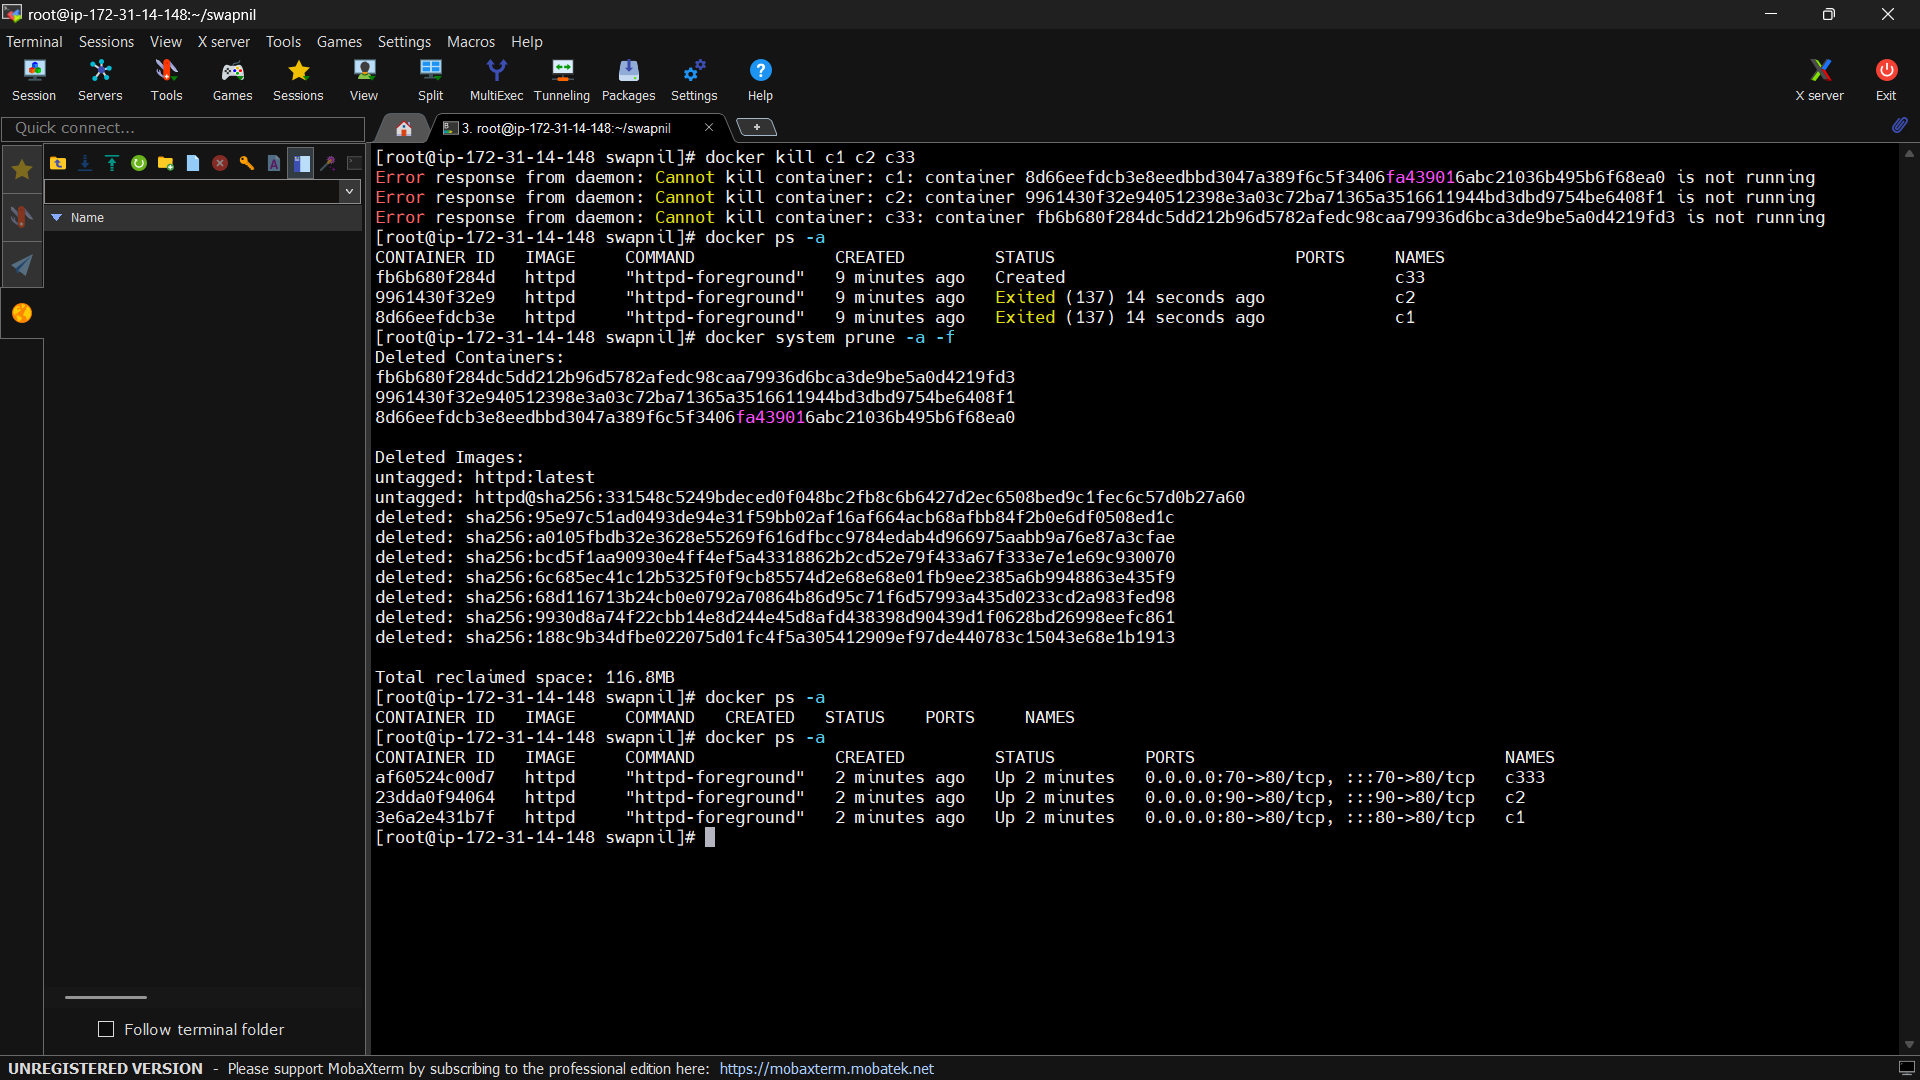 root@ip-172-31-14-148:~/swapnil
Terminal Sessions View X server Tools Games Settings Macros Help
Session Servers Tools Games Sessions View Split MultiExec Tunneling Packages Settings Help X server Exit
Quick connect...
3. root@ip-172-31-14-148:~/swapnil
Name
[root@ip-172-31-14-148 swapnil]# docker kill c1 c2 c33
Error response from daemon: Cannot kill container: c1: container 8d66eefdcb3e8eedbbd3047a389f6c5f3406fa439016abc21036b495b6f68ea0 is not running
Error response from daemon: Cannot kill container: c2: container 9961430f32e940512398e3a03c72ba71365a3516611944bd3dbd9754be6408f1 is not running
Error response from daemon: Cannot kill container: c33: container fb6b680f284dc5dd212b96d5782afedc98caa79936d6bca3de9be5a0d4219fd3 is not running
[root@ip-172-31-14-148 swapnil]# docker ps -a
CONTAINER ID   IMAGE     COMMAND              CREATED         STATUS                        PORTS     NAMES
fb6b680f284d   httpd     "httpd-foreground"   9 minutes ago   Created                                 c33
9961430f32e9   httpd     "httpd-foreground"   9 minutes ago   Exited (137) 14 seconds ago             c2
8d66eefdcb3e   httpd     "httpd-foreground"   9 minutes ago   Exited (137) 14 seconds ago             c1
[root@ip-172-31-14-148 swapnil]# docker system prune -a -f
Deleted Containers:
fb6b680f284dc5dd212b96d5782afedc98caa79936d6bca3de9be5a0d4219fd3
9961430f32e940512398e3a03c72ba71365a3516611944bd3dbd9754be6408f1
8d66eefdcb3e8eedbbd3047a389f6c5f3406fa439016abc21036b495b6f68ea0
Deleted Images:
untagged: httpd:latest
untagged: httpd@sha256:331548c5249bdeced0f048bc2fb8c6b6427d2ec6508bed9c1fec6c57d0b27a60
deleted: sha256:95e97c51ad0493de94e31f59bb02af16af664acb68afbb84f2b0e6df0508ed1c
deleted: sha256:a0105fbdb32e3628e55269f616dfbcc9784edab4d966975aabb9a76e87a3cfae
deleted: sha256:bcd5f1aa90930e4ff4ef5a43318862b2cd52e79f433a67f333e7e1e69c930070
deleted: sha256:6c685ec41c12b5325f0f9cb85574d2e68e68e01fb9ee2385a6b9948863e435f9
deleted: sha256:68d116713b24cb0e0792a70864b86d95c71f6d57993a435d0233cd2a983fed98
deleted: sha256:9930d8a74f22cbb14e8d244e45d8afd438398d90439d1f0628bd26998eefc861
deleted: sha256:188c9b34dfbe022075d01fc4f5a305412909ef97de440783c15043e68e1b1913
Total reclaimed space: 116.8MB
[root@ip-172-31-14-148 swapnil]# docker ps -a
CONTAINER ID   IMAGE     COMMAND   CREATED   STATUS    PORTS     NAMES
[root@ip-172-31-14-148 swapnil]# docker ps -a
CONTAINER ID   IMAGE     COMMAND              CREATED         STATUS         PORTS                               NAMES
af60524c00d7   httpd     "httpd-foreground"   2 minutes ago   Up 2 minutes   0.0.0.0:70->80/tcp, :::70->80/tcp   c333
23dda0f94064   httpd     "httpd-foreground"   2 minutes ago   Up 2 minutes   0.0.0.0:90->80/tcp, :::90->80/tcp   c2
3e6a2e431b7f   httpd     "httpd-foreground"   2 minutes ago   Up 2 minutes   0.0.0.0:80->80/tcp, :::80->80/tcp   c1
[root@ip-172-31-14-148 swapnil]#
Follow terminal folder
UNREGISTERED VERSION - Please support MobaXterm by subscribing to the professional edition here: https://mobaxterm.mobatek.net